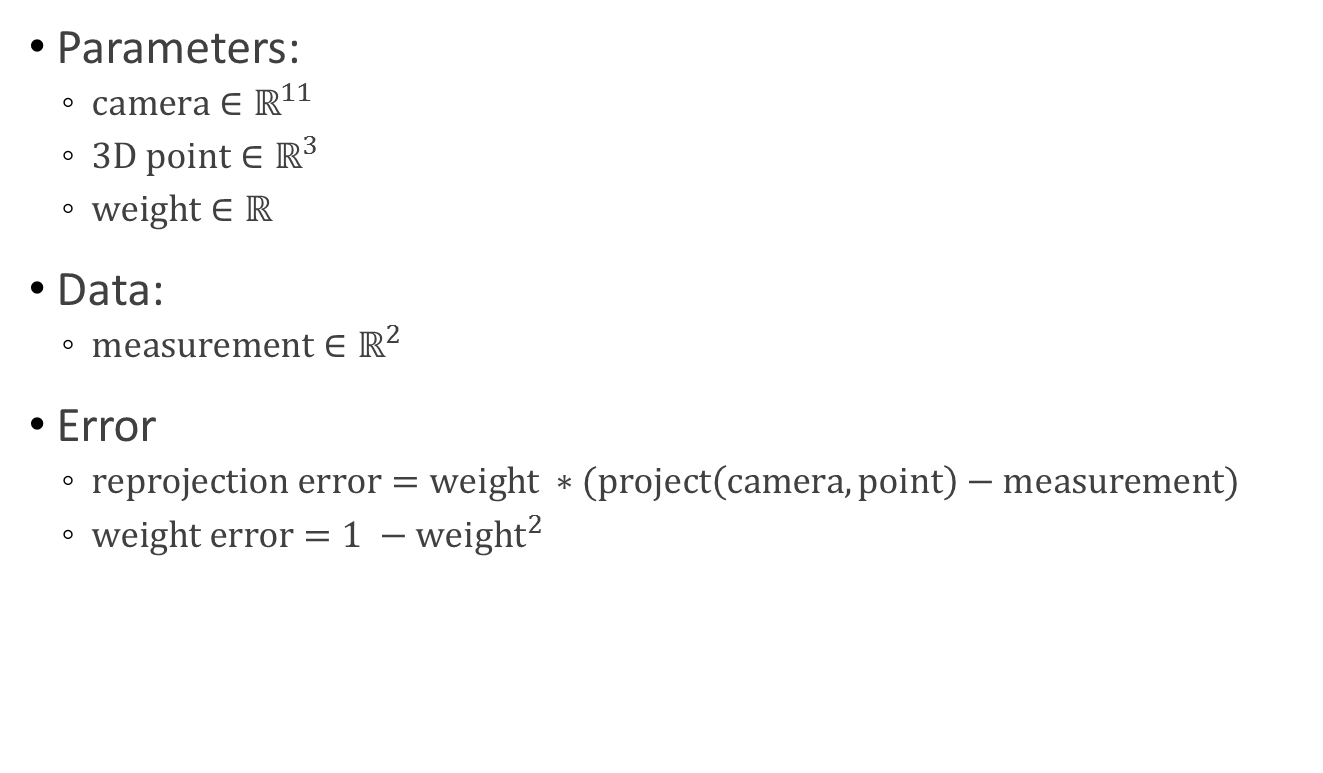 • Parameters:
◦ camera ∈ ℝ¹¹
◦ 3D point ∈ ℝ³
◦ weight ∈ ℝ
• Data:
◦ measurement ∈ ℝ²
• Error
◦ reprojection error = weight ∗ (project(camera, point) − measurement)
◦ weight error = 1 − weight²